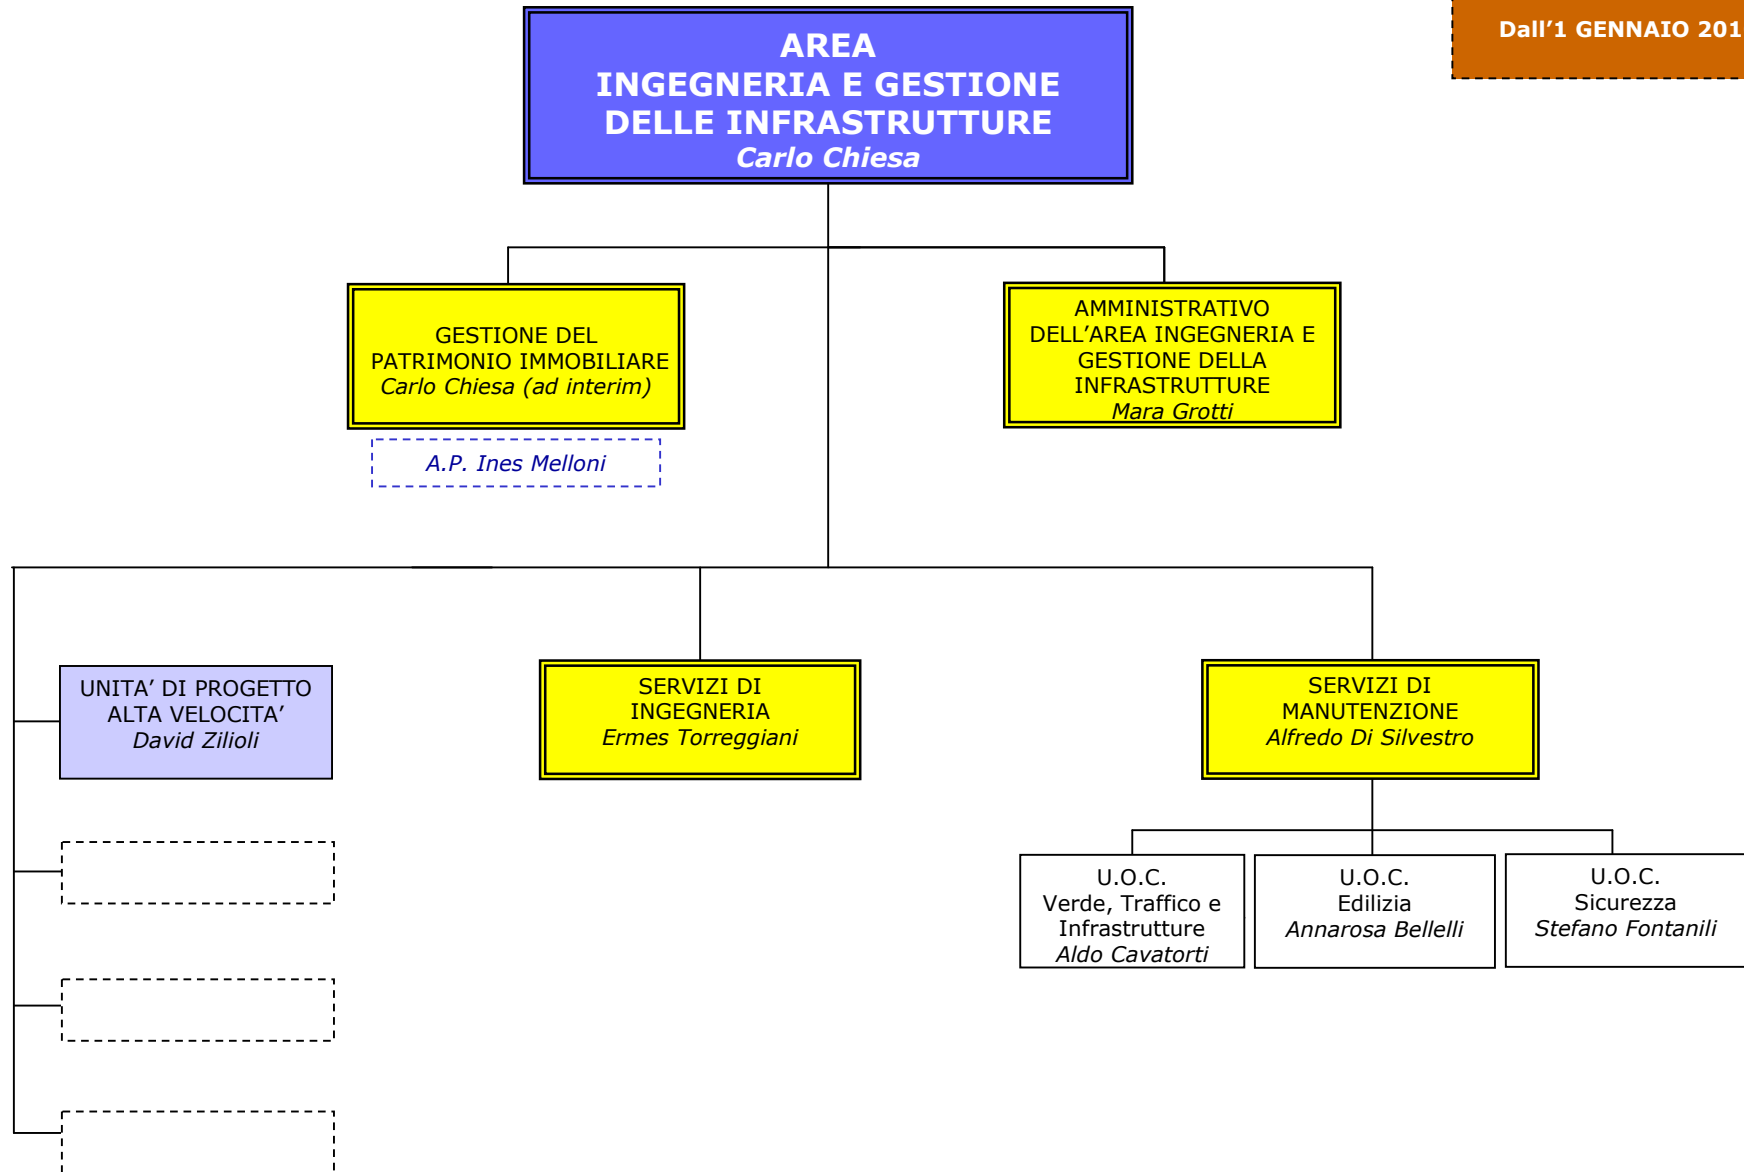 Dall’1 GENNAIO 201
AREA
INGEGNERIA E GESTIONE
DELLE INFRASTRUTTURE
Carlo Chiesa
GESTIONE DEL
PATRIMONIO IMMOBILIARE
Carlo Chiesa (ad interim)
A.P. Ines Melloni
AMMINISTRATIVO
DELL’AREA INGEGNERIA E
GESTIONE DELLA
INFRASTRUTTURE
Mara Grotti
UNITA’ DI PROGETTO
ALTA VELOCITA’
David Zilioli
SERVIZI DI
INGEGNERIA
Ermes Torreggiani
SERVIZI DI
MANUTENZIONE
Alfredo Di Silvestro
U.O.C.
Verde, Traffico e
Infrastrutture
Aldo Cavatorti
U.O.C.
Edilizia
Annarosa Bellelli
U.O.C.
Sicurezza
Stefano Fontanili